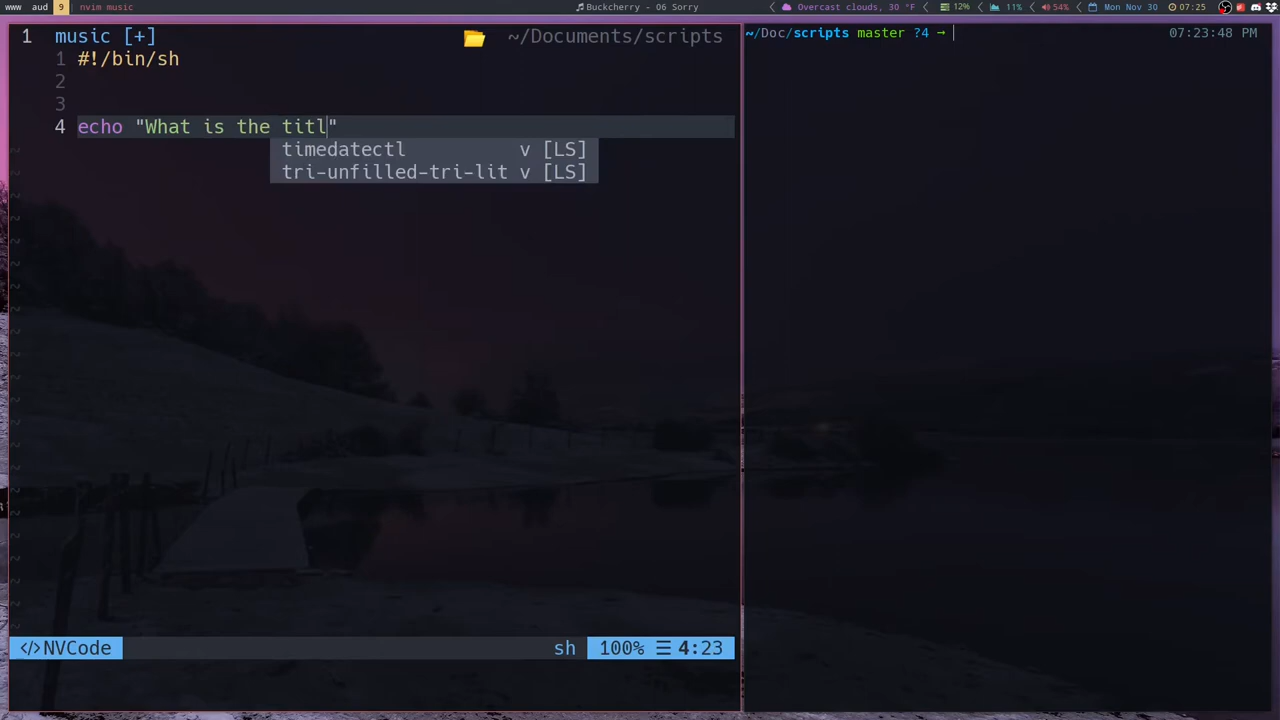 www aud 9 nvim music Buckcherry - 06 Sorry Overcast clouds, 30 °F 12% 11% 54% Mon Nov 30 07:25
1 music [+] ~/Documents/scripts
1 #!/bin/sh
2
3
4 echo "What is the titl"
timedatectl v [LS]
tri-unfilled-tri-lit v [LS]
</>NVCode sh 100% ☰ 4:23
~/Doc/scripts master ?4 → 07:23:48 PM